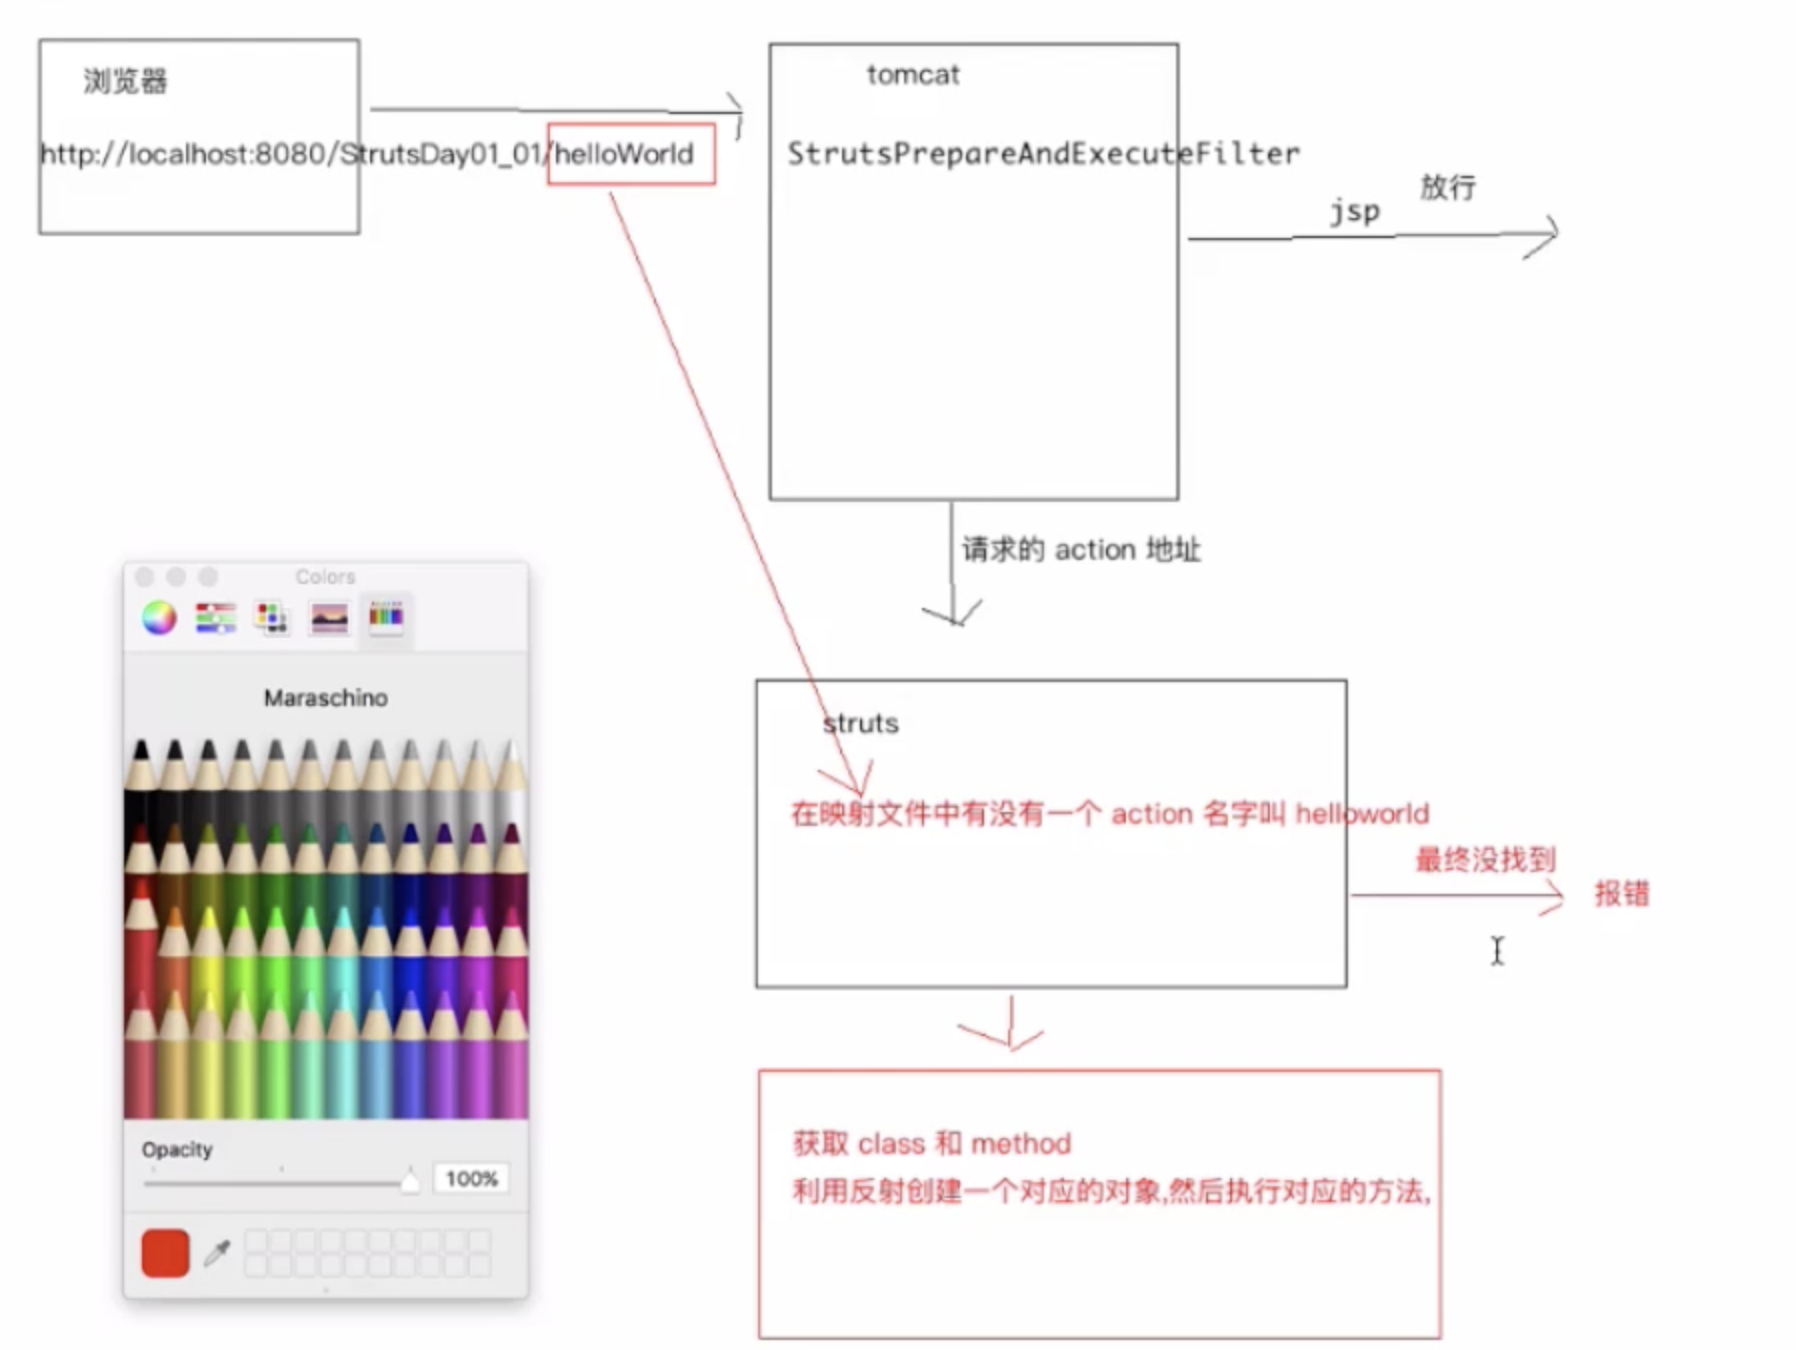 浏览器
http://localhost:8080/StrutsDay01_01/helloWorld
tomcat
StrutsPrepareAndExecuteFilter
放行
jsp
请求的 action 地址
struts
在映射文件中有没有一个 action 名字叫 helloworld
最终没找到
报错
获取 class 和 method
利用反射创建一个对应的对象,然后执行对应的方法,
Colors
Maraschino
Opacity
100%